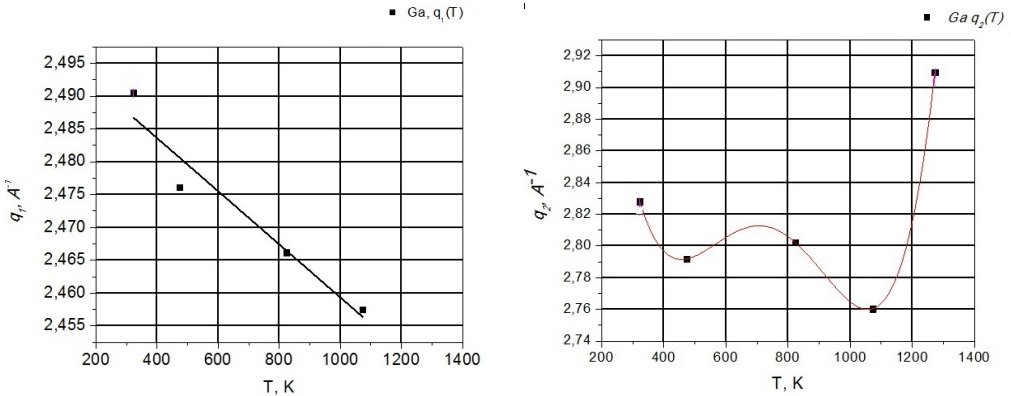 Ga, q₁(T)
2,495
2,490
2,485
2,480
2,475
2,470
2,465
2,460
2,455
q₁, A⁻¹
200 400 600 800 1000 1200 1400
T, K
Ga q₂(T)
2,92
2,90
2,88
2,86
2,84
2,82
2,80
2,78
2,76
2,74
q₂, A⁻¹
200 400 600 800 1000 1200 1400
T, K